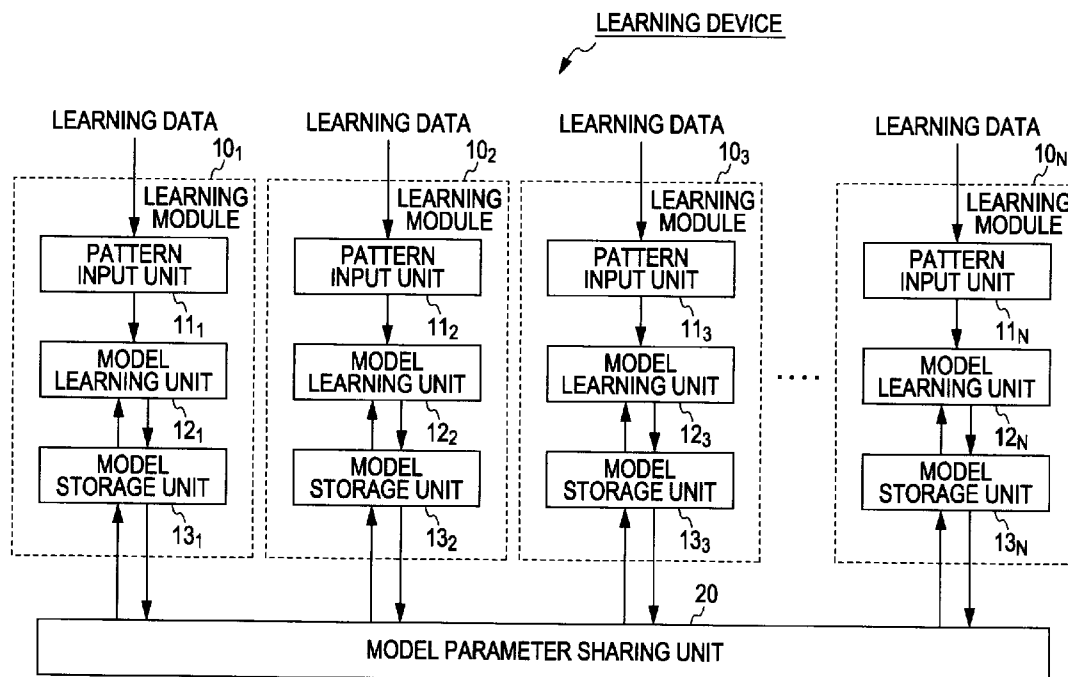 LEARNING DEVICE
LEARNING DATA LEARNING DATA LEARNING DATA LEARNING DATA
10₁ 10₂ 10₃ 10N
LEARNING LEARNING LEARNING LEARNING
MODULE MODULE MODULE MODULE
PATTERN PATTERN PATTERN PATTERN
INPUT UNIT INPUT UNIT INPUT UNIT INPUT UNIT
11₁ 11₂ 11₃ 11N
MODEL MODEL MODEL MODEL
LEARNING UNIT LEARNING UNIT LEARNING UNIT LEARNING UNIT
....
12₁ 12₂ 12₃ 12N
MODEL MODEL MODEL MODEL
STORAGE UNIT STORAGE UNIT STORAGE UNIT STORAGE UNIT
13₁ 13₂ 13₃ 13N
20
MODEL PARAMETER SHARING UNIT